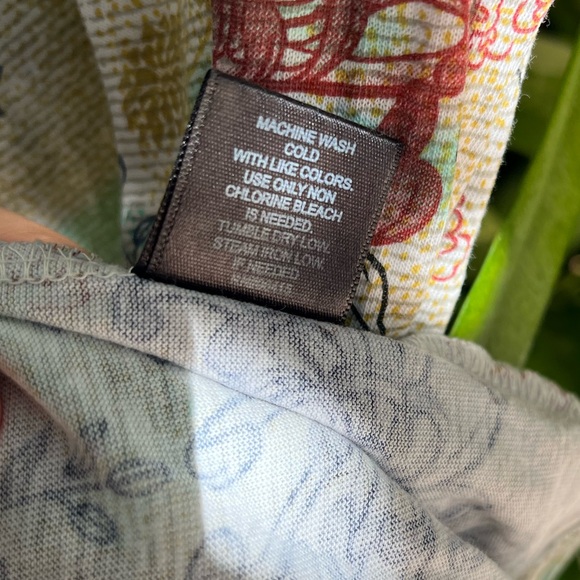 MACHINE WASH
COLD
WITH LIKE COLORS.
USE ONLY NON
CHLORINE BLEACH
IS NEEDED.
TUMBLE DRY LOW.
STEAM IRON LOW.
IF NEEDED.